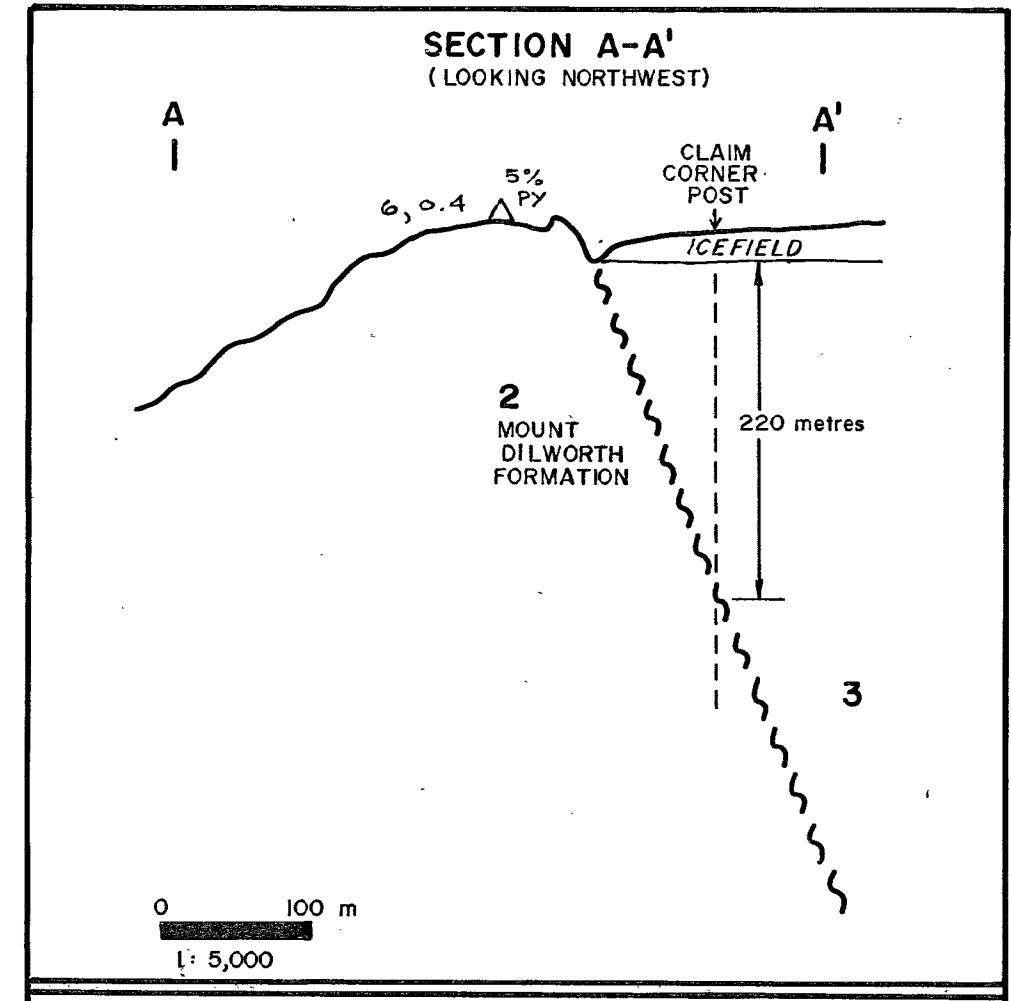 SECTION A-A'
(LOOKING NORTHWEST)
A
A'
CLAIM
CORNER
POST
5%
PY
6, 0.4
ICEFIELD
2
MOUNT
DILWORTH
FORMATION
220 metres
3
0 100 m
1: 5,000